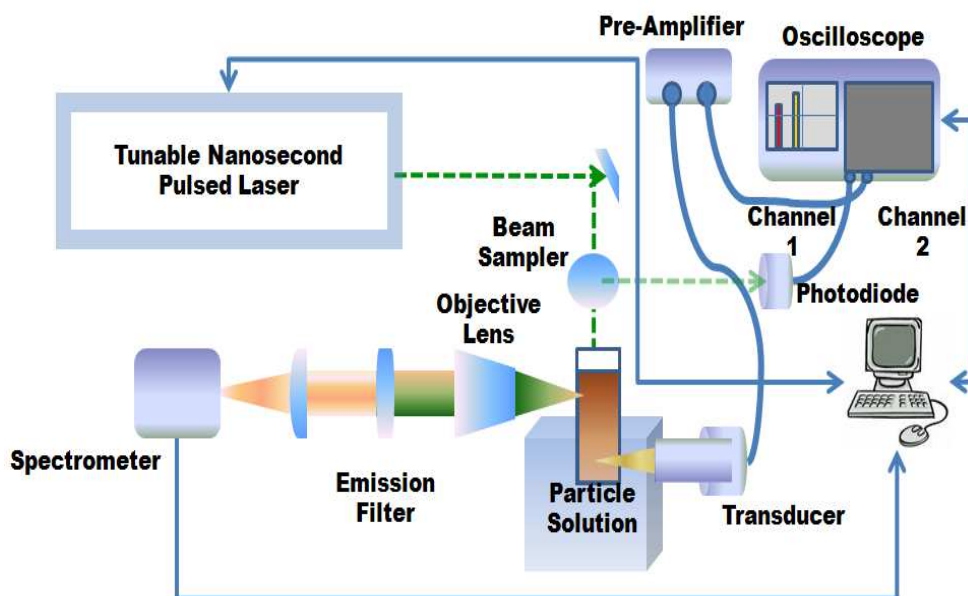 Pre-Amplifier
Oscilloscope
Tunable Nanosecond
Pulsed Laser
Beam
Sampler
Channel
1
Channel
2
Photodiode
Objective
Lens
Spectrometer
Emission
Filter
Particle
Solution
Transducer